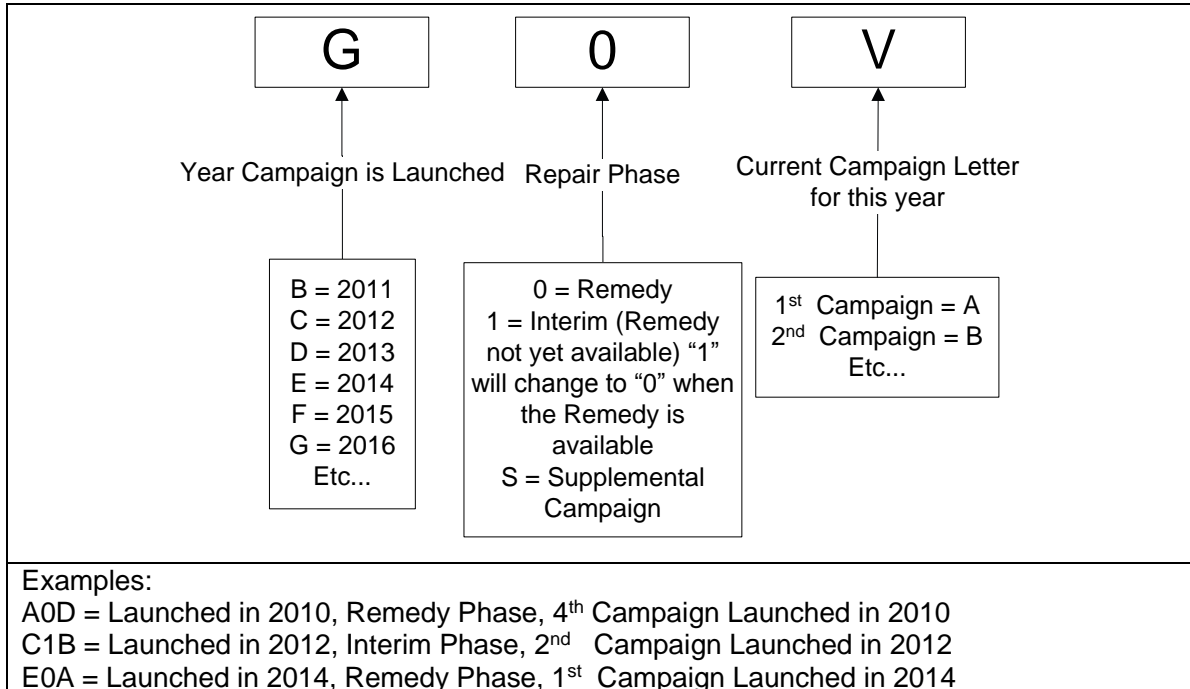 G 0 V
Year Campaign is Launched
Repair Phase
Current Campaign Letter
for this year
B = 2011
C = 2012
D = 2013
E = 2014
F = 2015
G = 2016
Etc...
0 = Remedy
1 = Interim (Remedy
not yet available) “1”
will change to “0” when
the Remedy is
available
S = Supplemental
Campaign
1st Campaign = A
2nd Campaign = B
Etc...
Examples:
A0D = Launched in 2010, Remedy Phase, 4th Campaign Launched in 2010
C1B = Launched in 2012, Interim Phase, 2nd Campaign Launched in 2012
E0A = Launched in 2014, Remedy Phase, 1st Campaign Launched in 2014